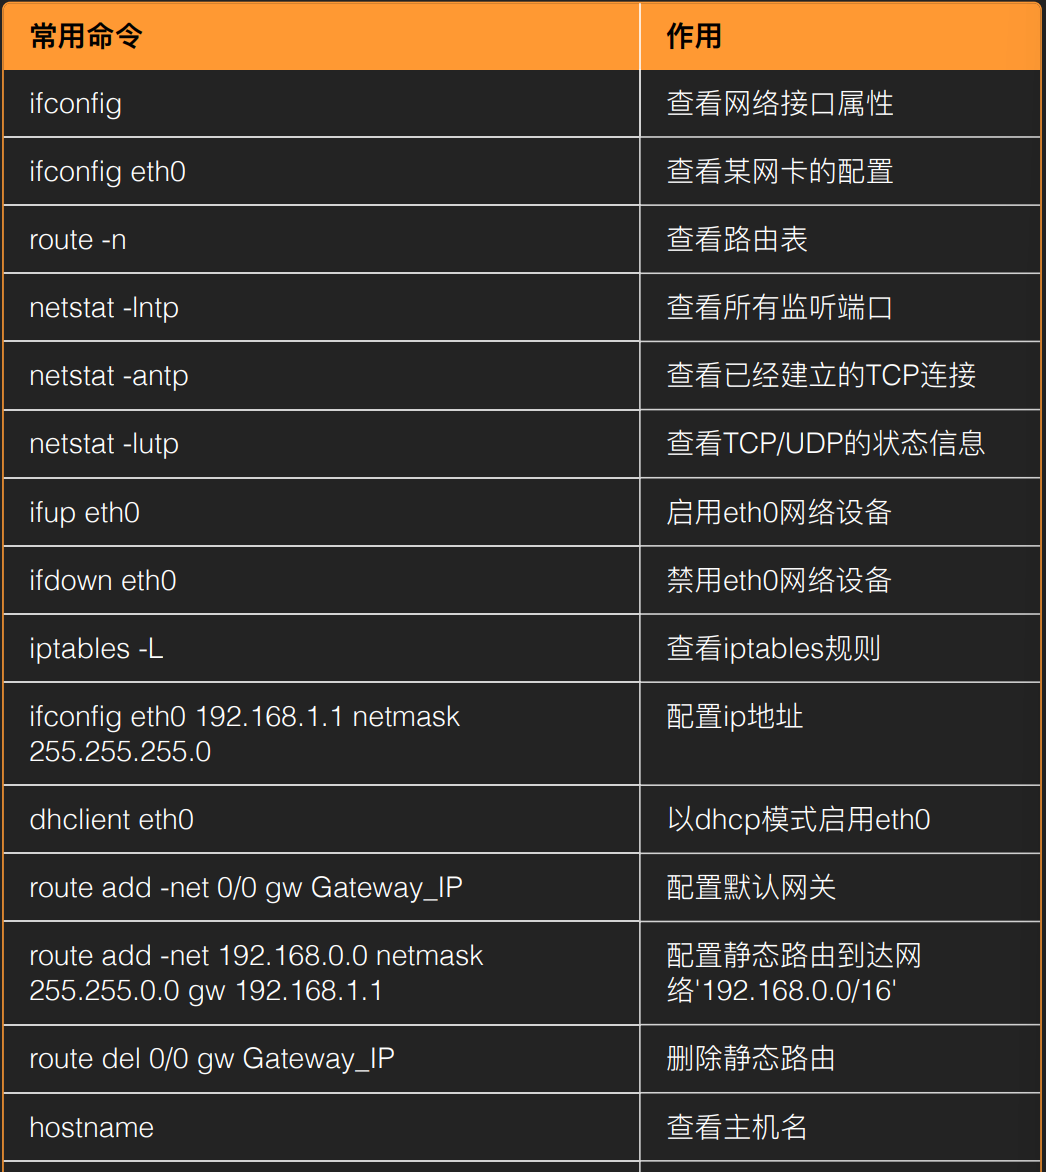 常用命令 作用
ifconfig 查看网络接口属性
ifconfig eth0 查看某网卡的配置
route -n 查看路由表
netstat -lntp 查看所有监听端口
netstat -antp 查看已经建立的TCP连接
netstat -lutp 查看TCP/UDP的状态信息
ifup eth0 启用eth0网络设备
ifdown eth0 禁用eth0网络设备
iptables -L 查看iptables规则
ifconfig eth0 192.168.1.1 netmask 配置ip地址
255.255.255.0
dhclient eth0 以dhcp模式启用eth0
route add -net 0/0 gw Gateway_IP 配置默认网关
route add -net 192.168.0.0 netmask 配置静态路由到达网
255.255.0.0 gw 192.168.1.1 络'192.168.0.0/16'
route del 0/0 gw Gateway_IP 删除静态路由
hostname 查看主机名